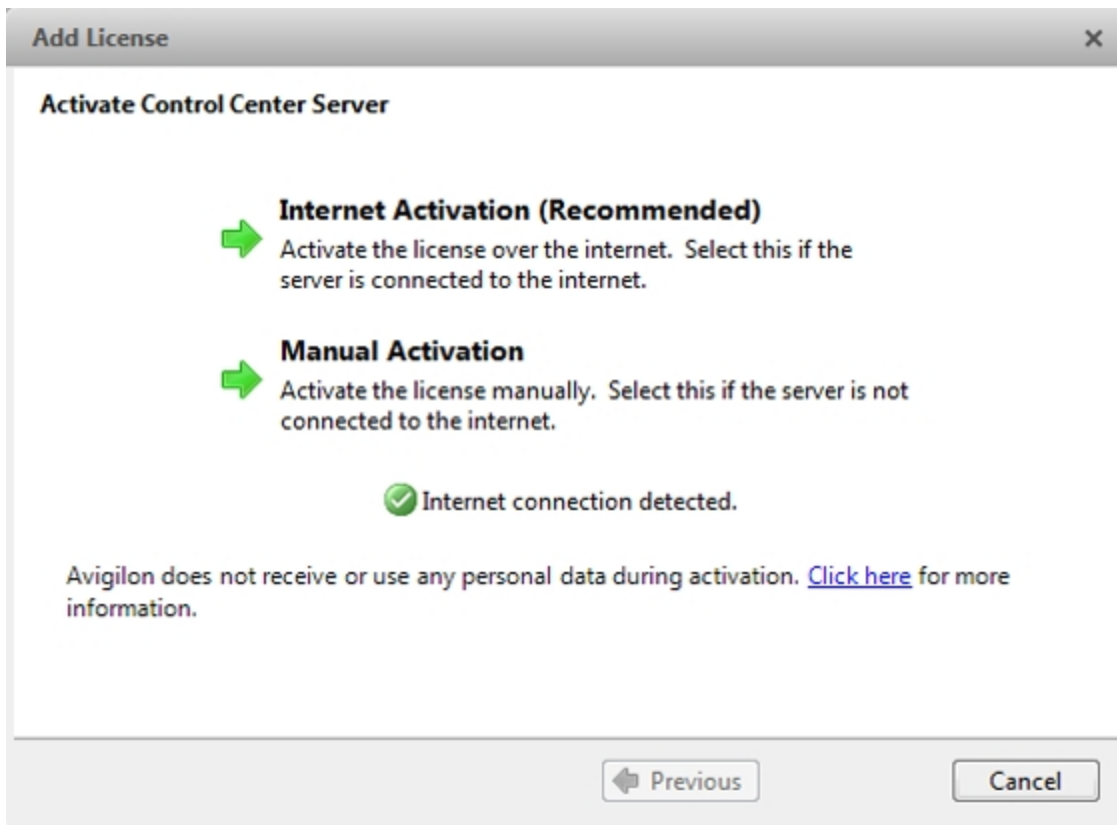 Add License
Activate Control Center Server
Internet Activation (Recommended)
Activate the license over the internet.  Select this if the
server is connected to the internet.
Manual Activation
Activate the license manually.  Select this if the server is not
connected to the internet.
Internet connection detected.
Avigilon does not receive or use any personal data during activation. Click here for more
information.
Previous
Cancel